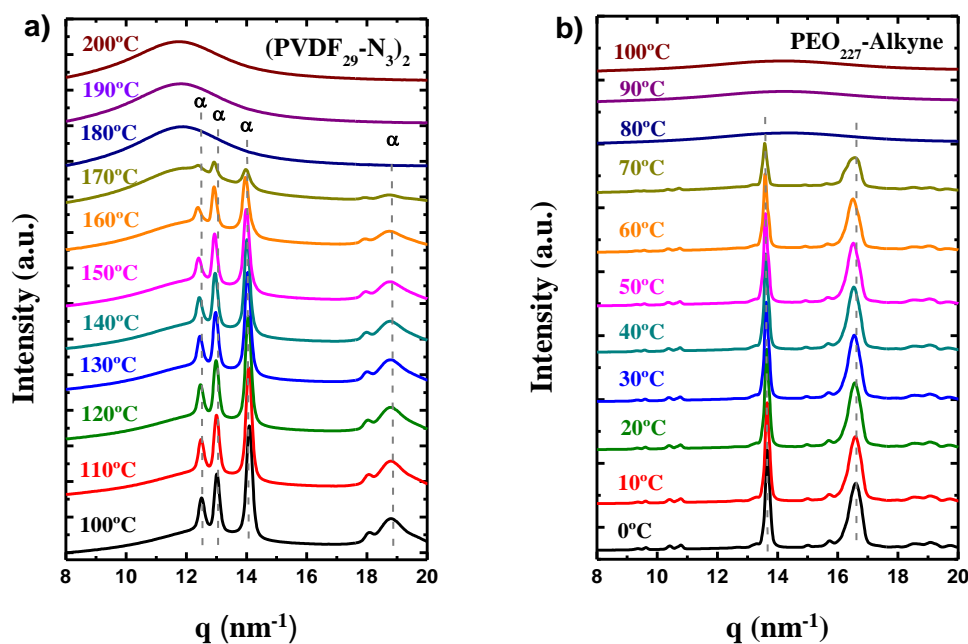 a)
(PVDF₂₉-N₃)₂
200ºC
190ºC
α
α
α
α
180ºC
170ºC
160ºC
150ºC
140ºC
130ºC
120ºC
110ºC
100ºC
Intensity (a.u.)
8 10 12 14 16 18 20
q (nm⁻¹)
b)
PEO₂₂₇-Alkyne
100ºC
90ºC
80ºC
70ºC
60ºC
50ºC
40ºC
30ºC
20ºC
10ºC
0ºC
Intensity (a.u.)
8 10 12 14 16 18 20
q (nm⁻¹)